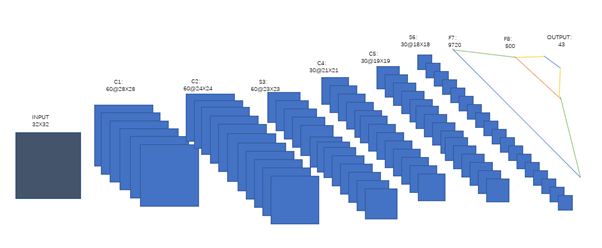 INPUT
32X32
C1:
60@28X28
C2:
60@24X24
S3:
60@23X23
C4:
30@21X21
C5:
30@19X19
S6:
30@18X18
F7:
9720
F8:
500
OUTPUT:
43